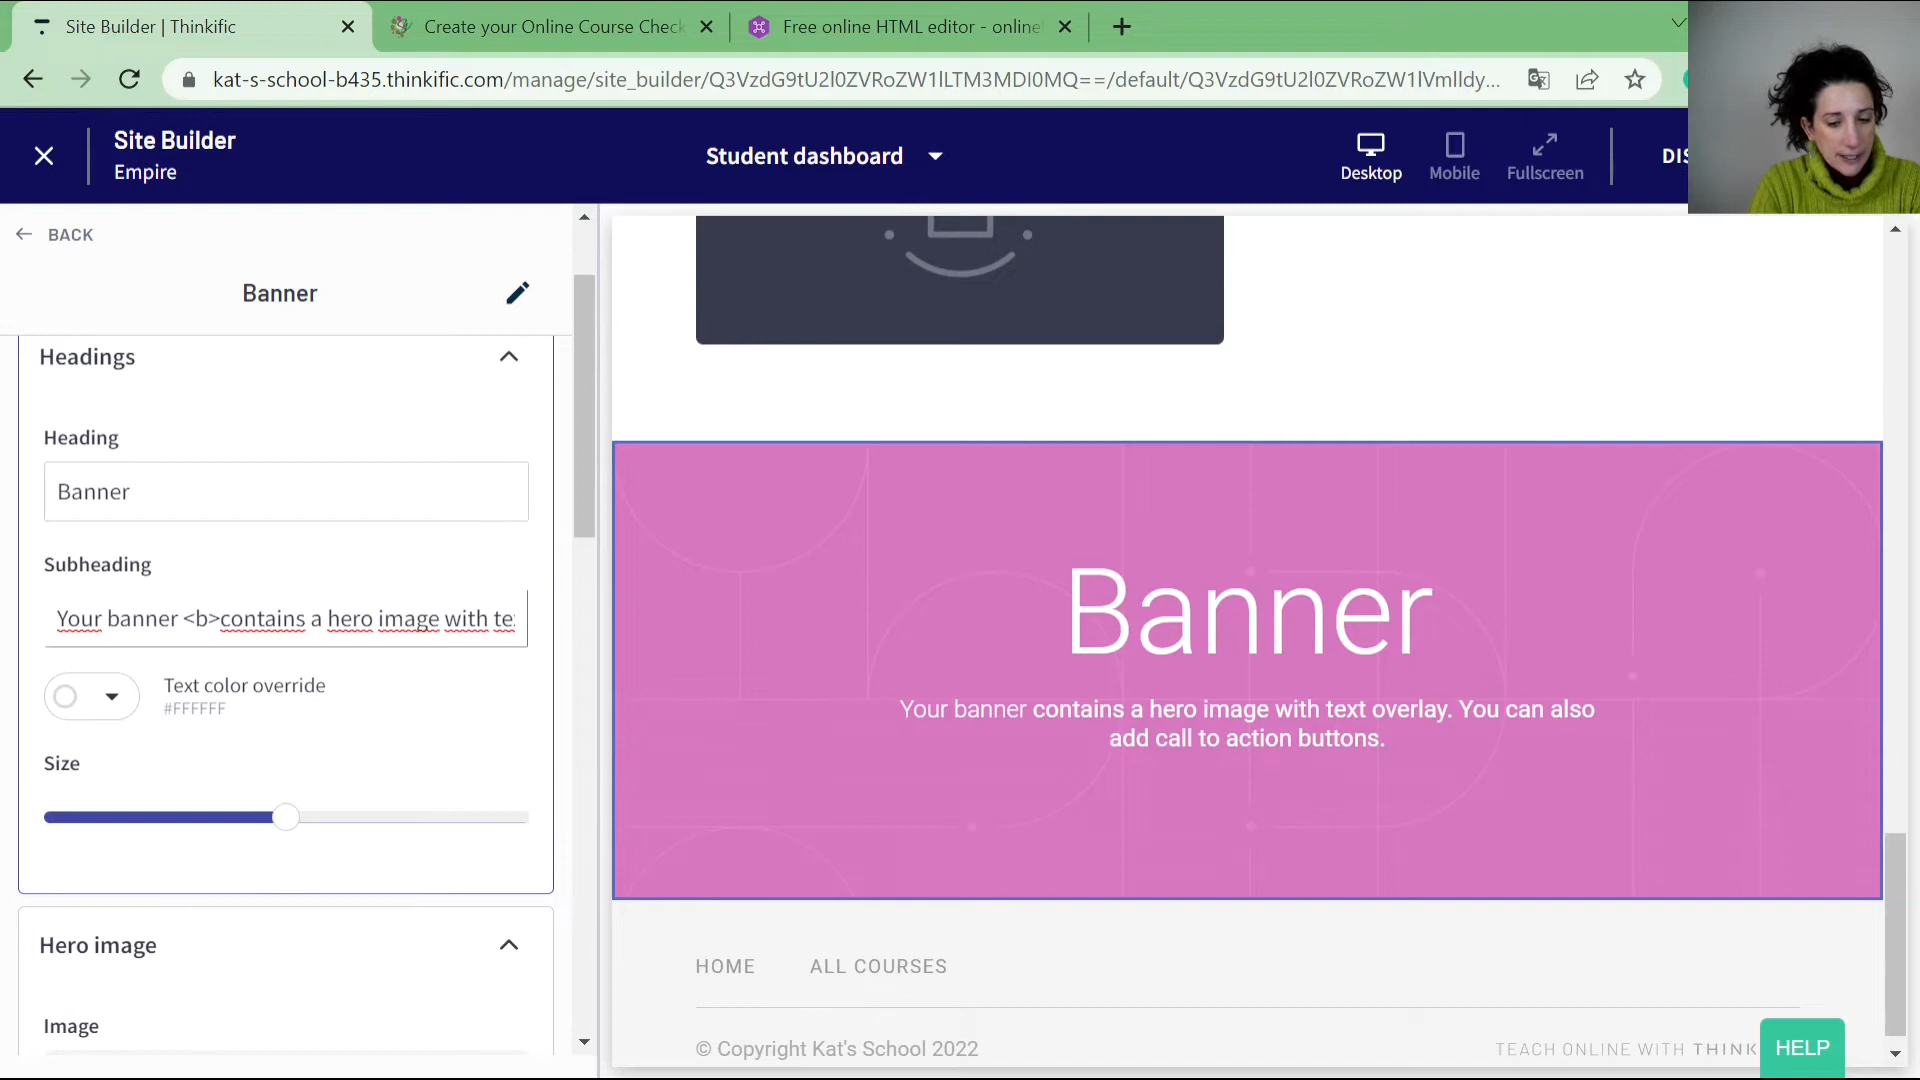 Site Builder | Thinkific
Create your Online Course Check
Free online HTML editor - online
kat-s-school-b435.thinkific.com/manage/site_builder/Q3VzdG9tU2l0ZVRoZW1lLTM3MDI0MQ==/default/Q3VzdG9tU2l0ZVRoZW1lVmlldy...
Site Builder
Empire
Student dashboard
Desktop
Mobile
Fullscreen
DIS
BACK
Banner
Headings
Heading
Banner
Subheading
Your banner <b>contains a hero image with te
Text color override
#FFFFFF
Size
Hero image
Image
Banner
Your banner contains a hero image with text overlay. You can also
add call to action buttons.
HOME
ALL COURSES
© Copyright Kat's School 2022
TEACH ONLINE WITH THINK
HELP